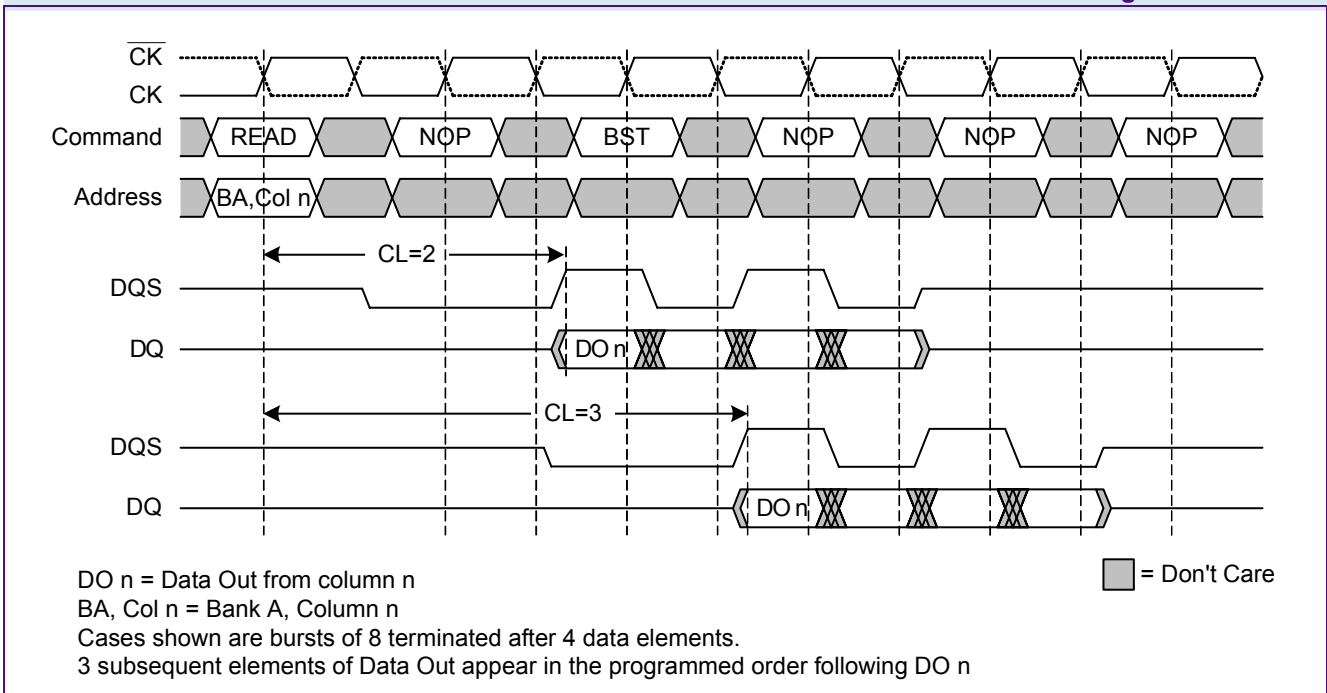 CK
CK
Command READ NOP BST NOP NOP NOP
Address BA,Col n
CL=2
DQS
DQ DO n
CL=3
DQS
DQ DO n
DO n = Data Out from column n
= Don't Care
BA, Col n = Bank A, Column n
Cases shown are bursts of 8 terminated after 4 data elements.
3 subsequent elements of Data Out appear in the programmed order following DO n